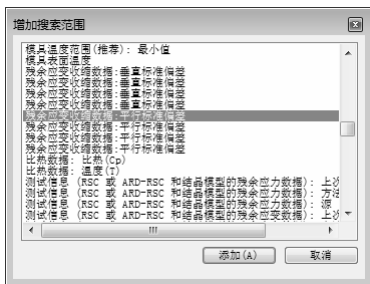 增加搜索范围
模具温度范围(推荐): 最小值
模具表面温度
残余应变收缩数据:垂直标准偏差
残余应变收缩数据:垂直标准偏差
残余应变收缩数据:垂直标准偏差
残余应变收缩数据:垂直标准偏差
残余应变收缩数据:平行标准偏差
残余应变收缩数据:平行标准偏差
残余应变收缩数据:平行标准偏差
残余应变收缩数据:平行标准偏差
比热数据: 比热(Cp)
比热数据: 温度(T)
测试信息 (RSC 或 ARD-RSC 和结晶模型的残余应力数据): 上次
测试信息 (RSC 或 ARD-RSC 和结晶模型的残余应力数据): 方法
测试信息 (RSC 或 ARD-RSC 和结晶模型的残余应力数据): 源
测试信息 (RSC 或 ARD-RSC 和结晶模型的残余应变数据): 上次
添加(A)
取消